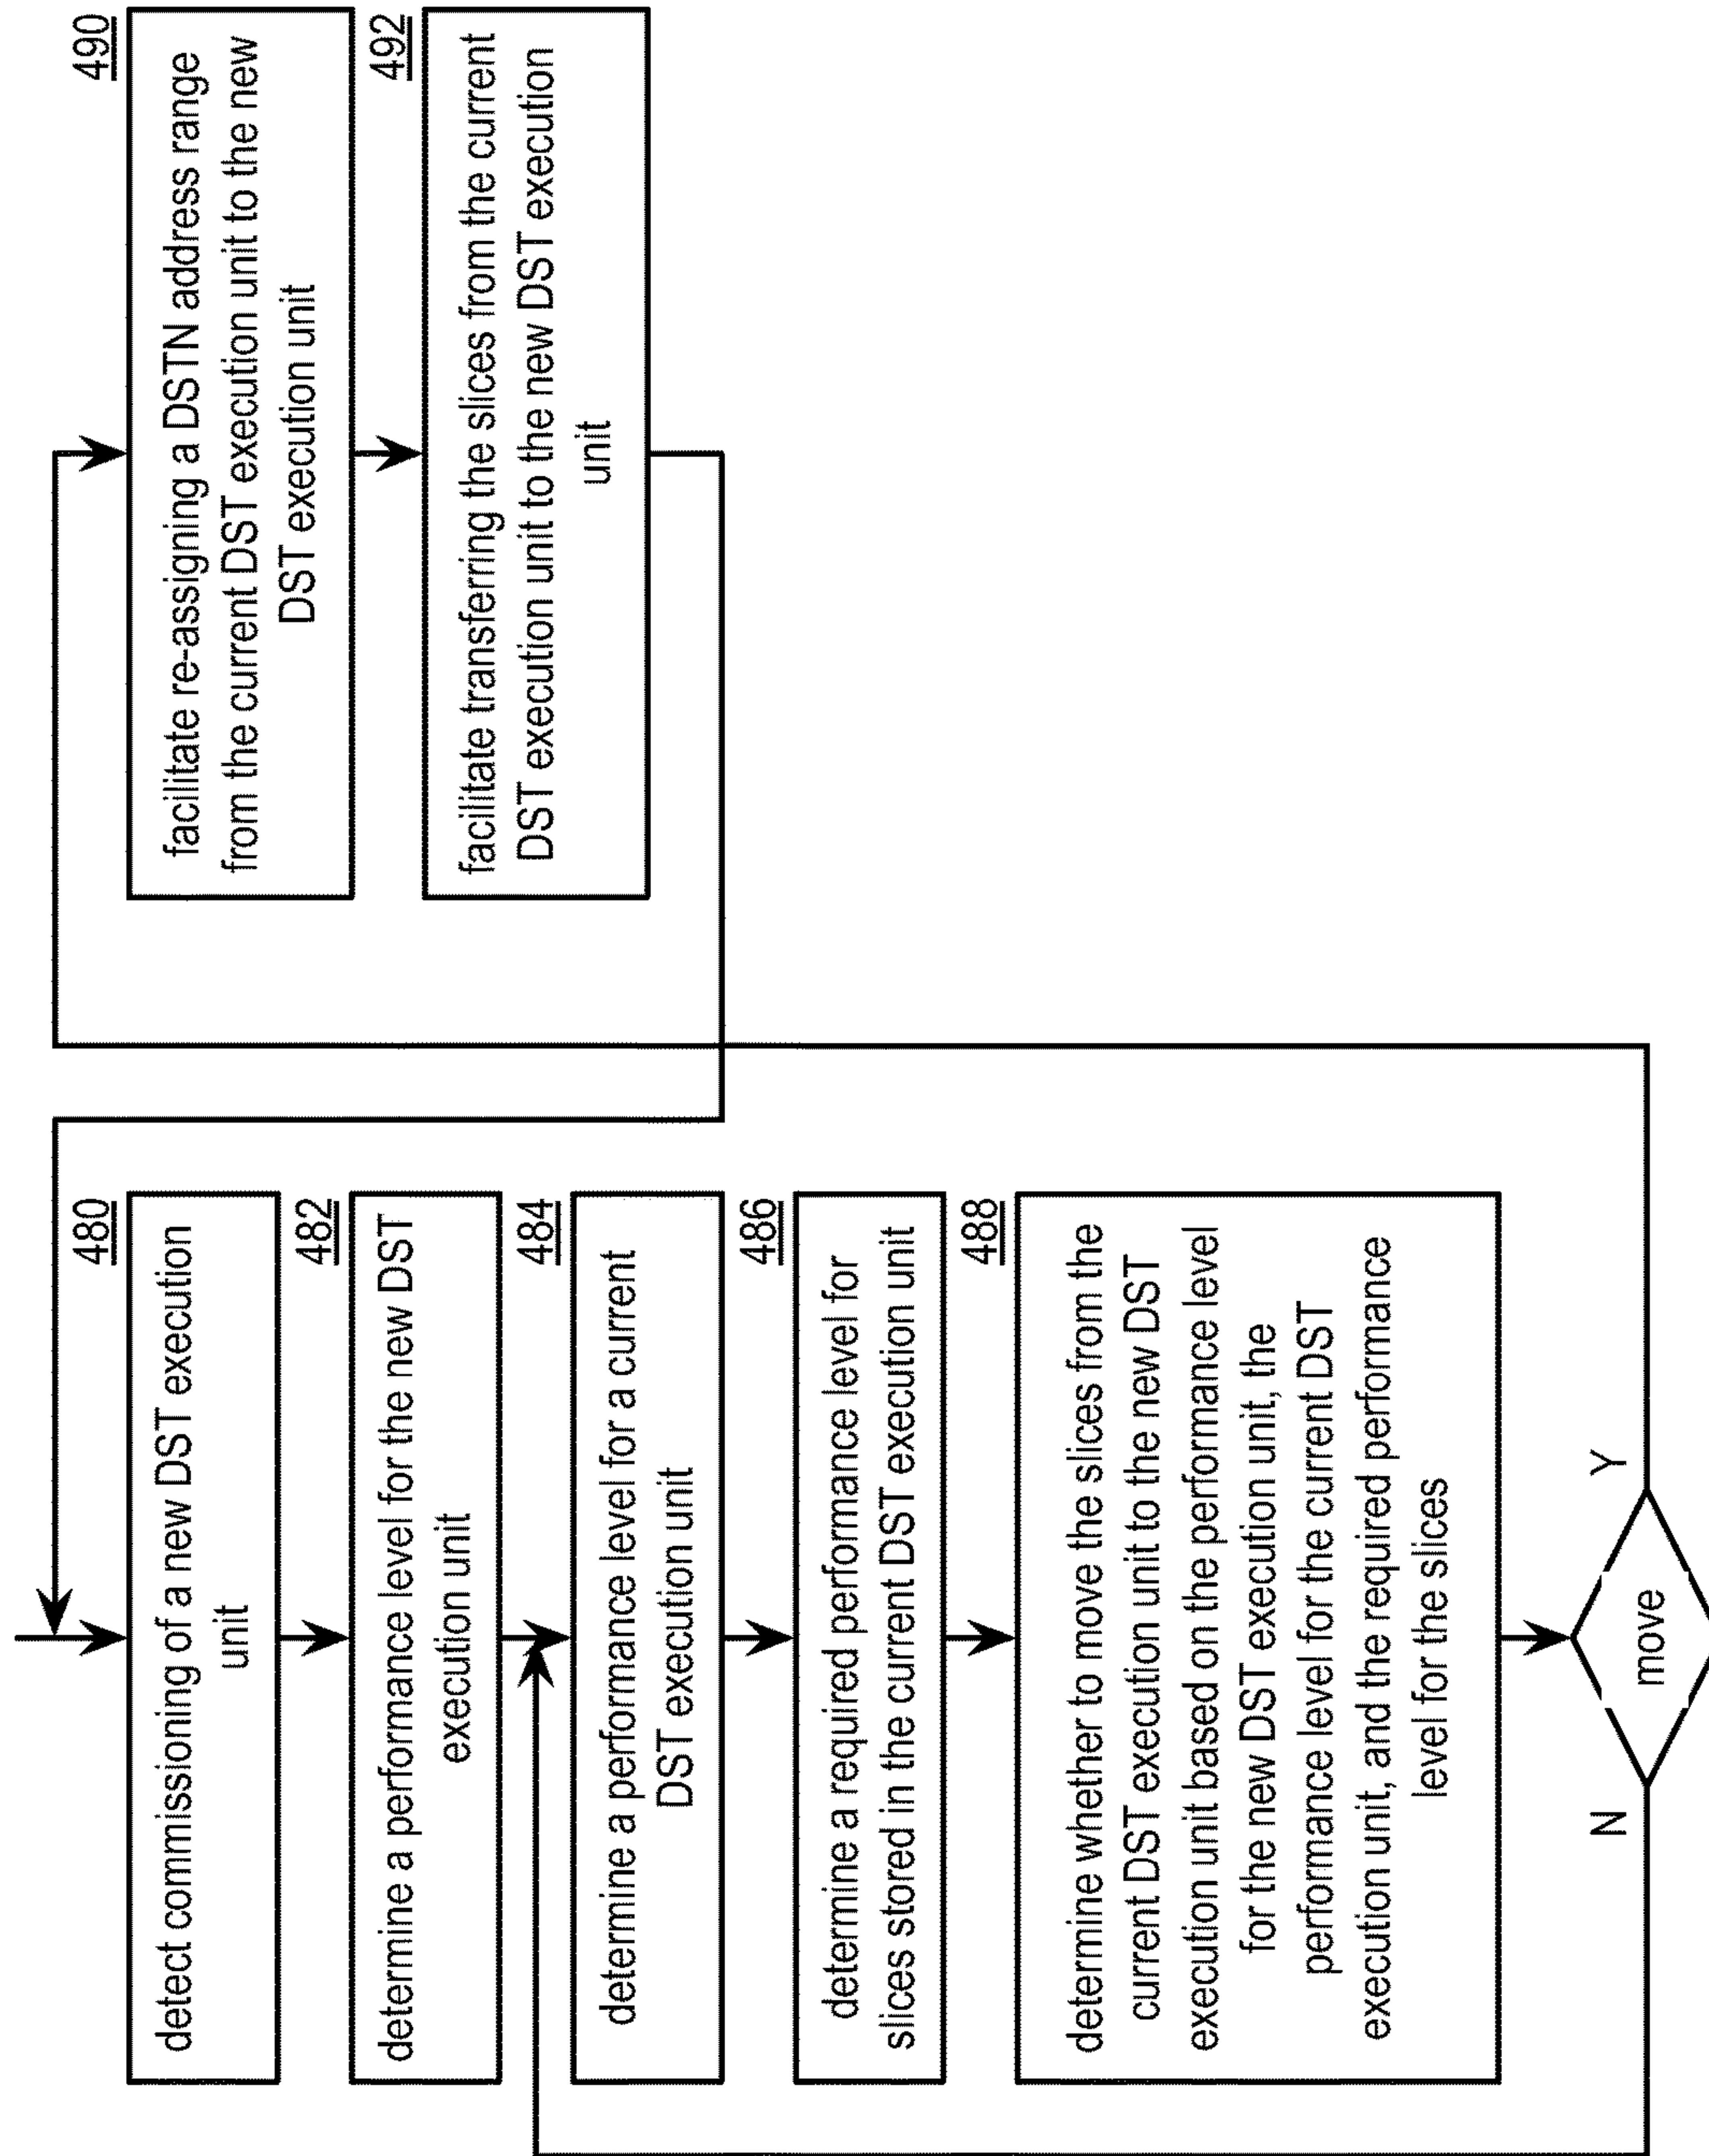 480
detect commissioning of a new DST execution
unit
482
determine a performance level for the new DST
execution unit
484
determine a performance level for a current
DST execution unit
486
determine a required performance level for
slices stored in the current DST execution unit
488
determine whether to move the slices from the
current DST execution unit to the new DST
execution unit based on the performance level
for the new DST execution unit, the
performance level for the current DST
execution unit, and the required performance
level for the slices
N
move
Y
490
facilitate re-assigning a DSTN address range
from the current DST execution unit to the new
DST execution unit
492
facilitate transferring the slices from the current
DST execution unit to the new DST execution
unit